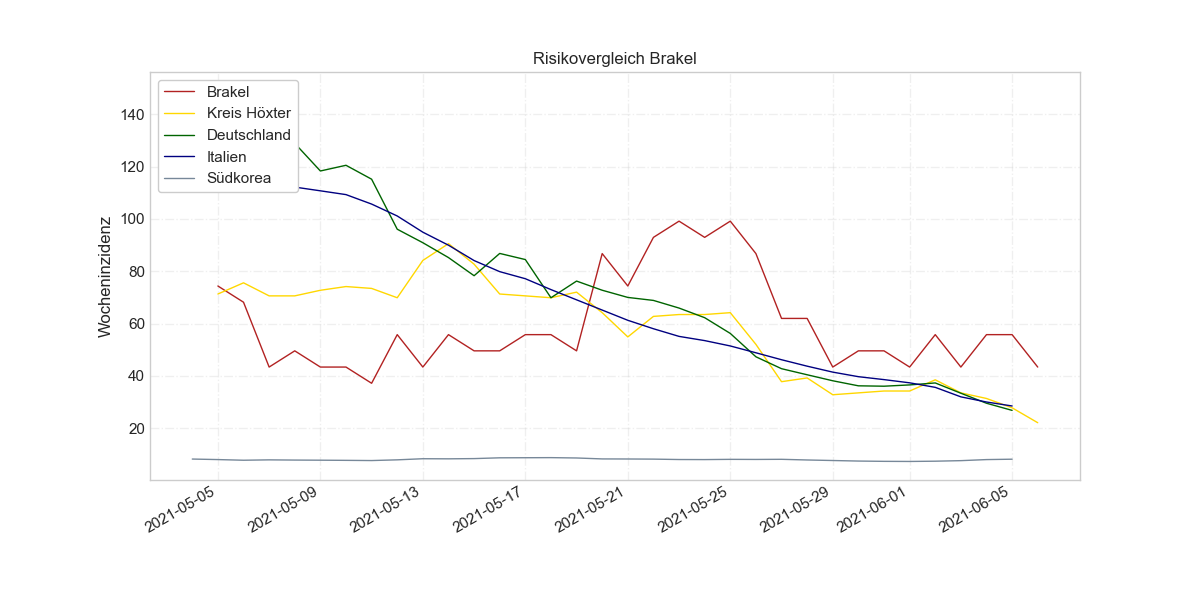 Risikovergleich Brakel
Wocheninzidenz
140
120
100
80
60
40
20
Brakel
Kreis Höxter
Deutschland
Italien
Südkorea
2021-05-05
2021-05-09
2021-05-13
2021-05-17
2021-05-21
2021-05-25
2021-05-29
2021-06-01
2021-06-05